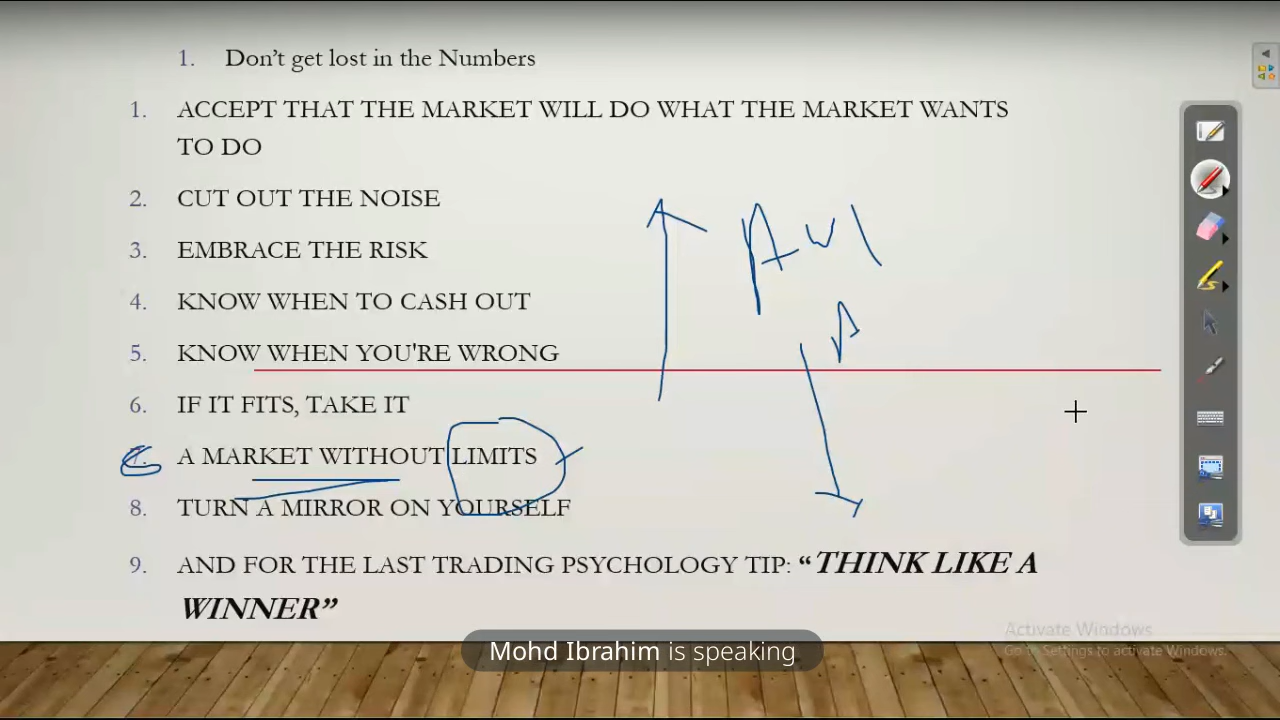 1. Don't get lost in the Numbers
1. ACCEPT THAT THE MARKET WILL DO WHAT THE MARKET WANTS
TO DO
2. CUT OUT THE NOISE
3. EMBRACE THE RISK
4. KNOW WHEN TO CASH OUT
5. KNOW WHEN YOU'RE WRONG
6. IF IT FITS, TAKE IT
7. A MARKET WITHOUT LIMITS
8. TURN A MIRROR ON YOURSELF
9. AND FOR THE LAST TRADING PSYCHOLOGY TIP: “THINK LIKE A
WINNER”
Activate Windows
Go to Settings to activate Windows.
Mohd Ibrahim is speaking